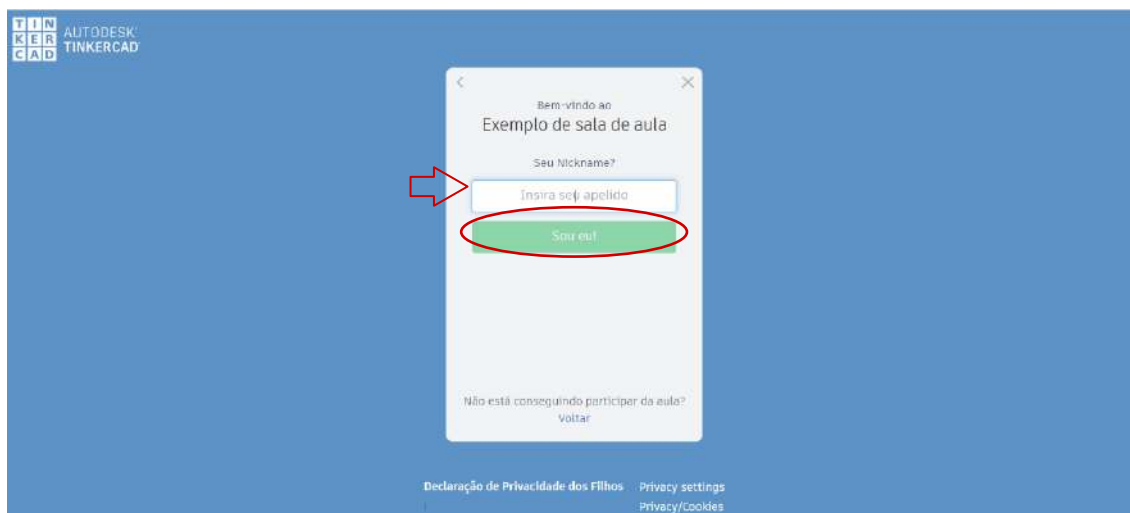 TIN
KER
CAD
AUTODESK
TINKERCAD
Bem-vindo ao
Exemplo de sala de aula
Seu Nickname?
Insira seu apelido
Sou eu!
Não está conseguindo participar da aula?
Voltar
Declaração de Privacidade dos Filhos
Privacy settings
Privacy/Cookies